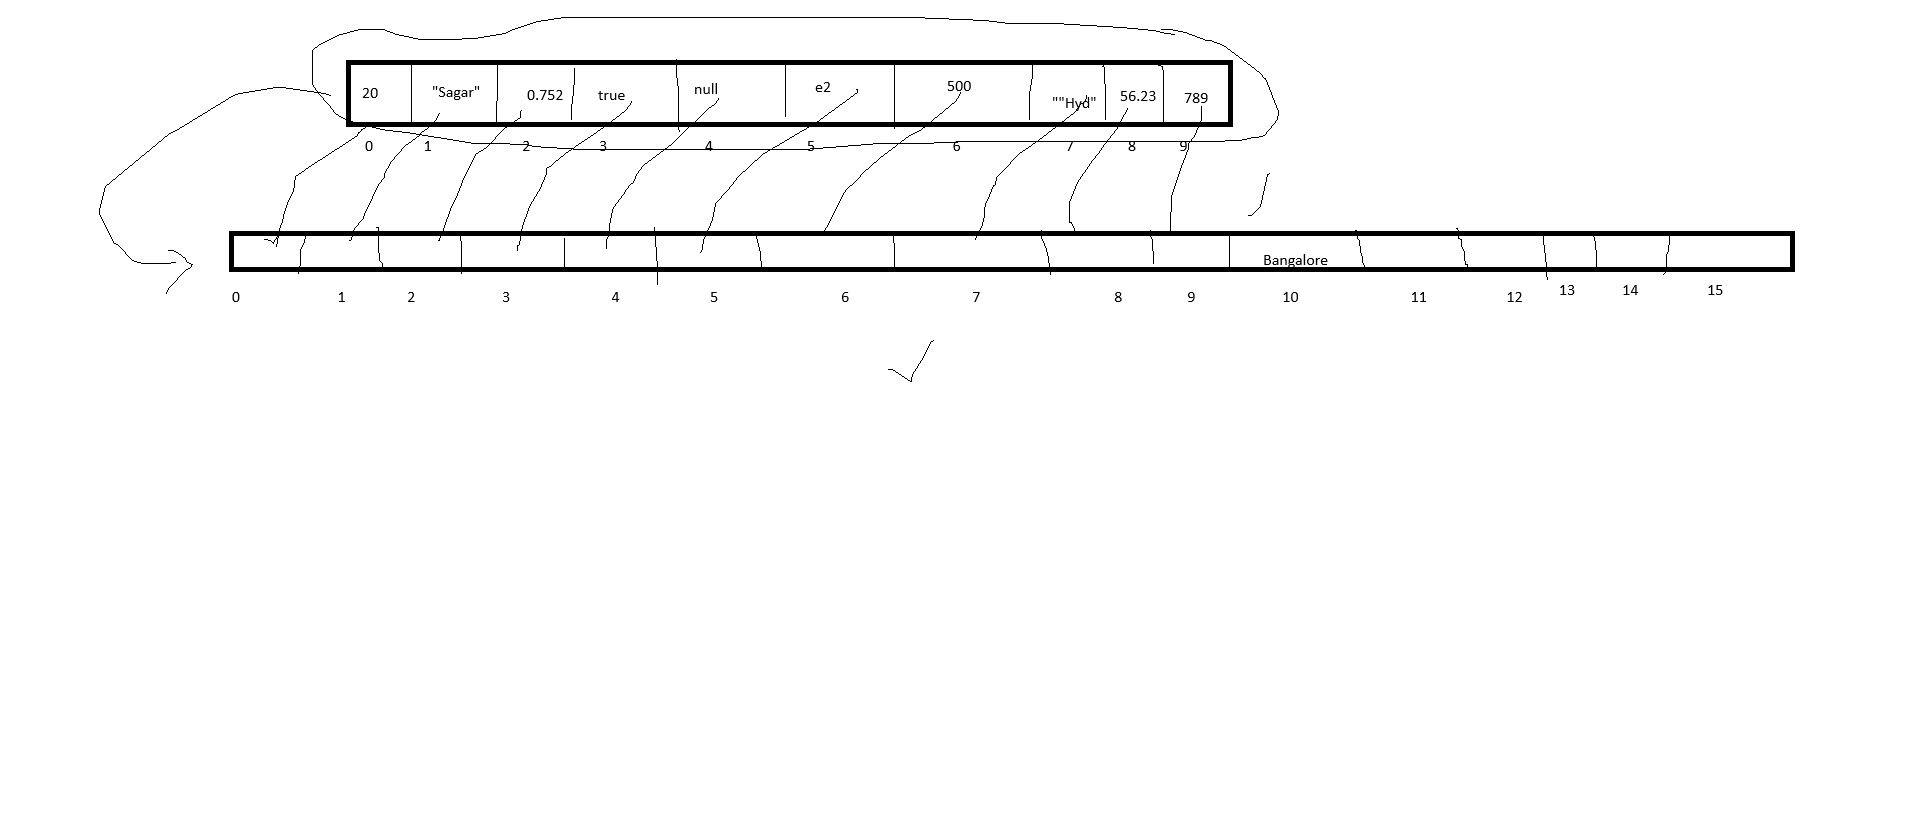 20 "Sagar" 0.752 true null e2 500 ""Hyd" 56.23 789
0 1 2 3 4 5 6 7 8 9
Bangalore
0 1 2 3 4 5 6 7 8 9 10 11 12 13 14 15